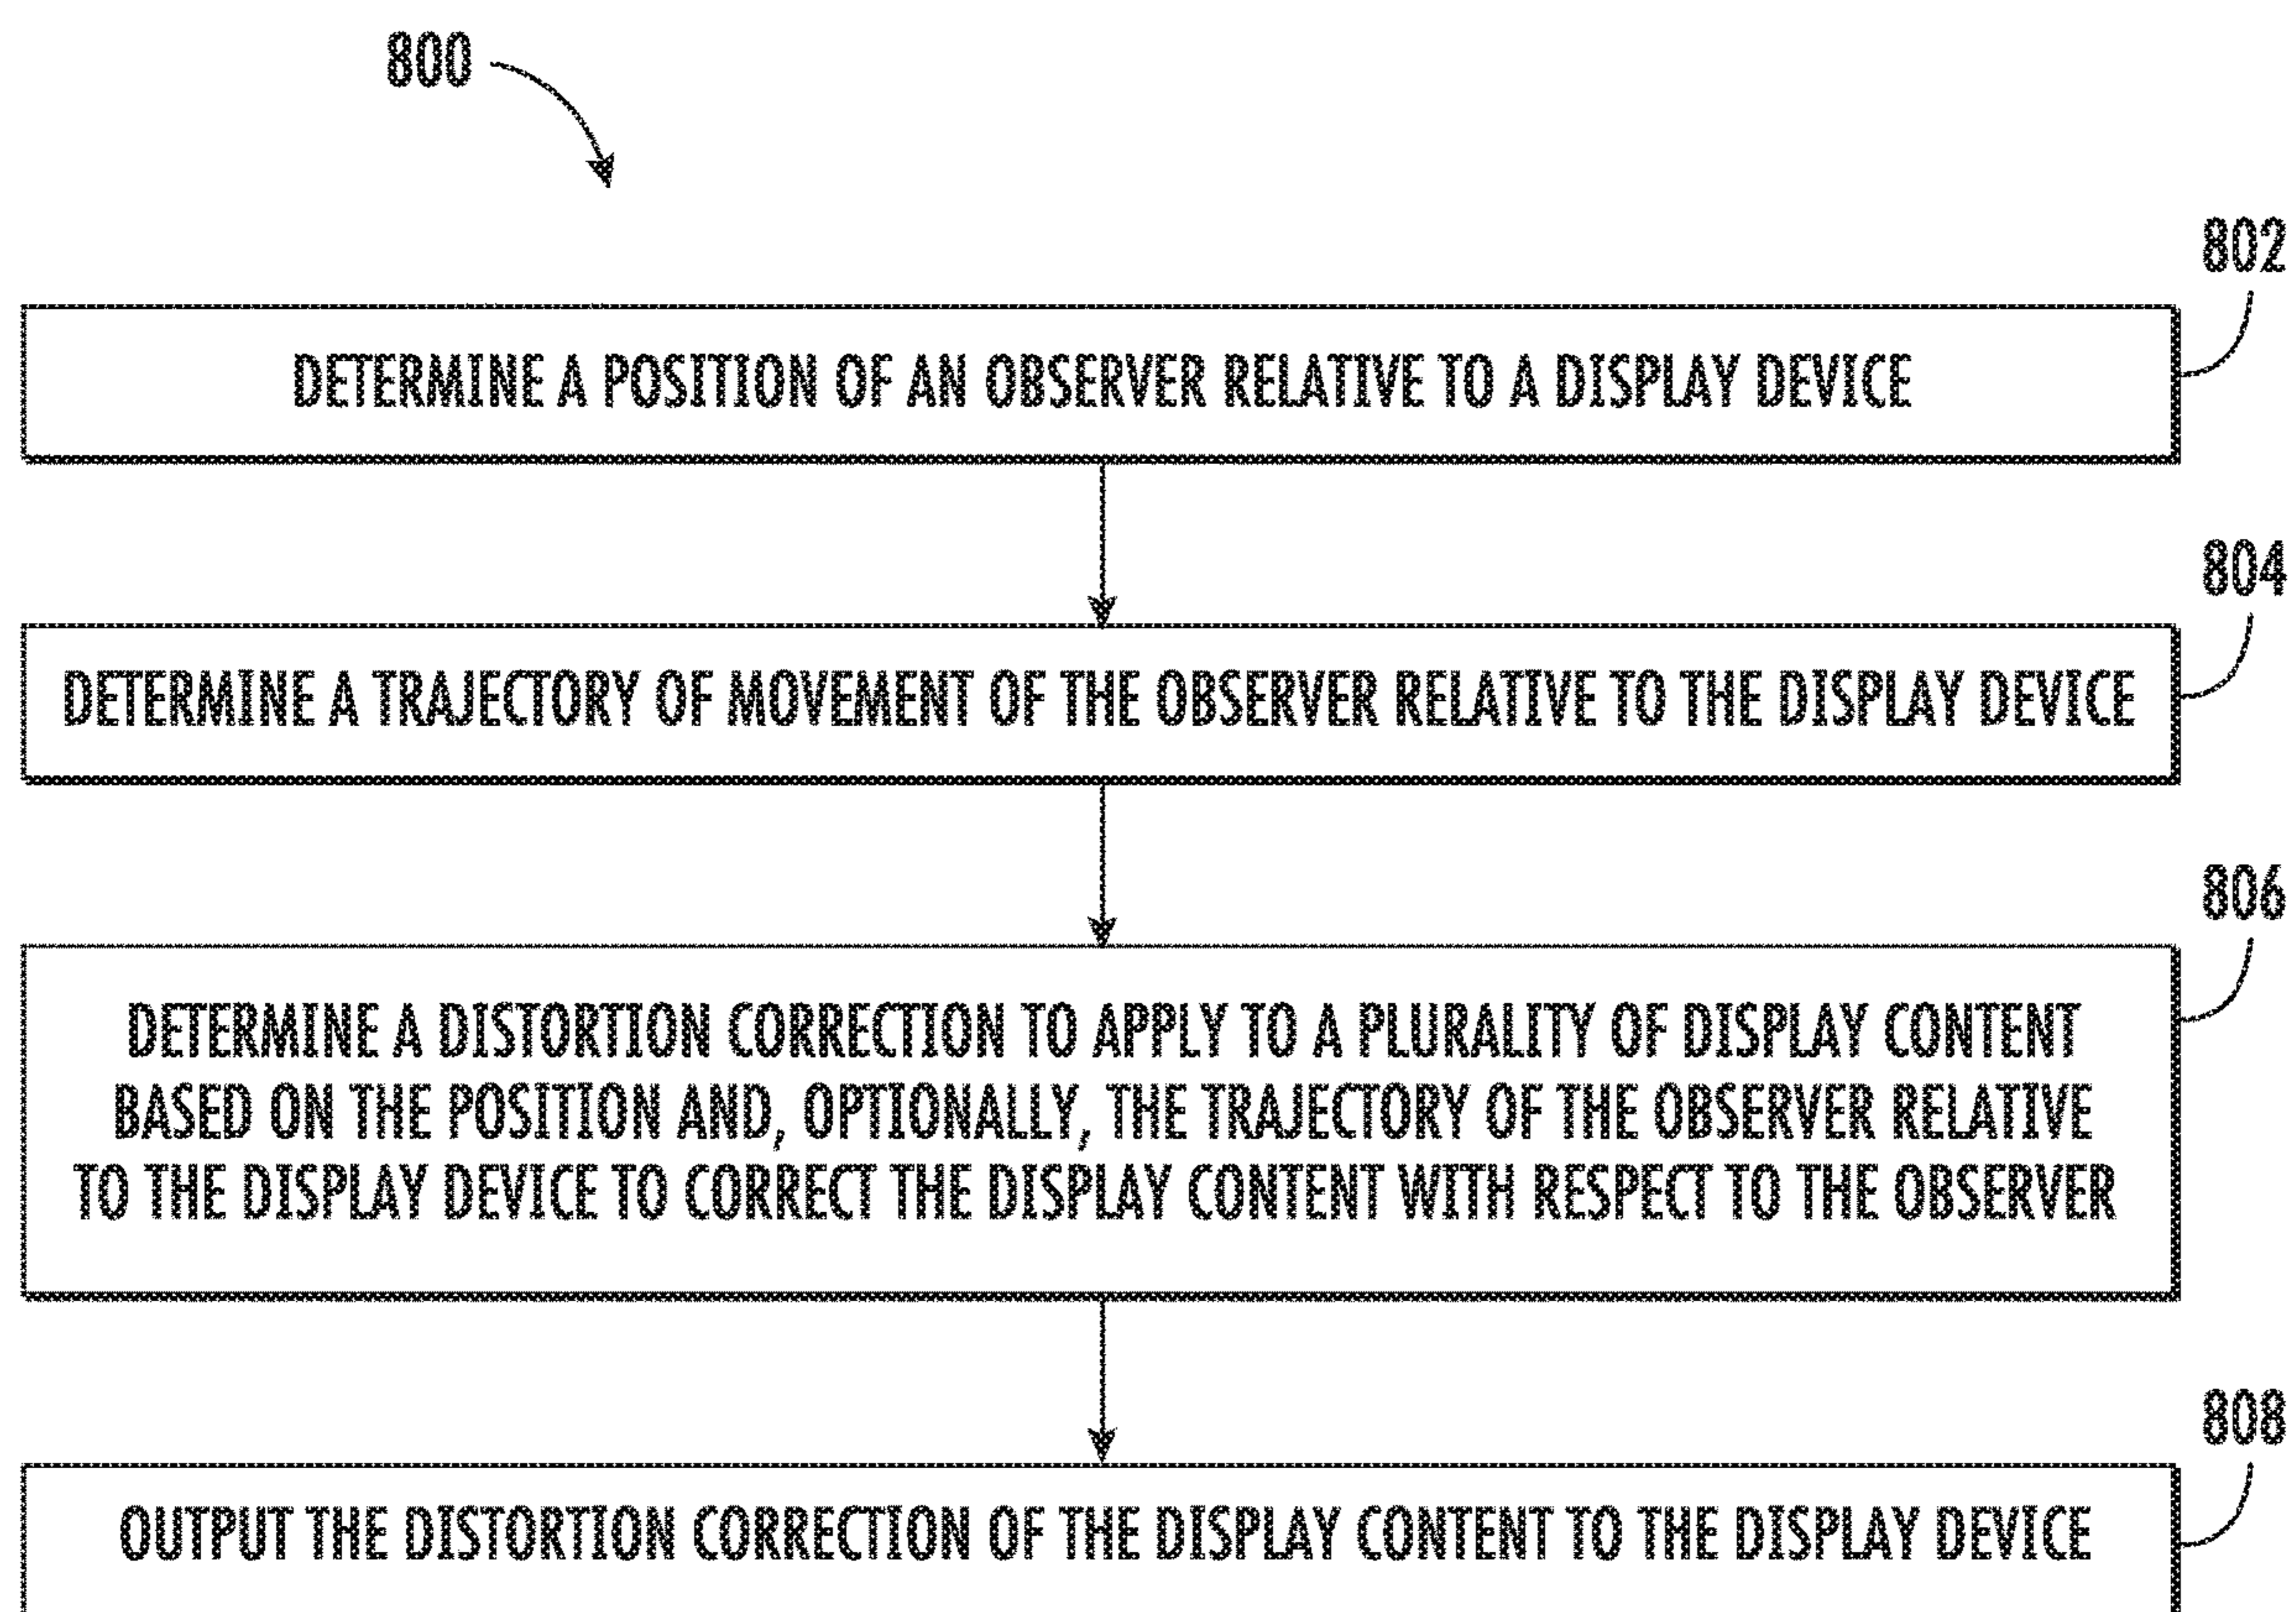 800
802
DETERMINE A POSITION OF AN OBSERVER RELATIVE TO A DISPLAY DEVICE
804
DETERMINE A TRAJECTORY OF MOVEMENT OF THE OBSERVER RELATIVE TO THE DISPLAY DEVICE
806
DETERMINE A DISTORTION CORRECTION TO APPLY TO A PLURALITY OF DISPLAY CONTENT
BASED ON THE POSITION AND, OPTIONALLY, THE TRAJECTORY OF THE OBSERVER RELATIVE
TO THE DISPLAY DEVICE TO CORRECT THE DISPLAY CONTENT WITH RESPECT TO THE OBSERVER
808
OUTPUT THE DISTORTION CORRECTION OF THE DISPLAY CONTENT TO THE DISPLAY DEVICE